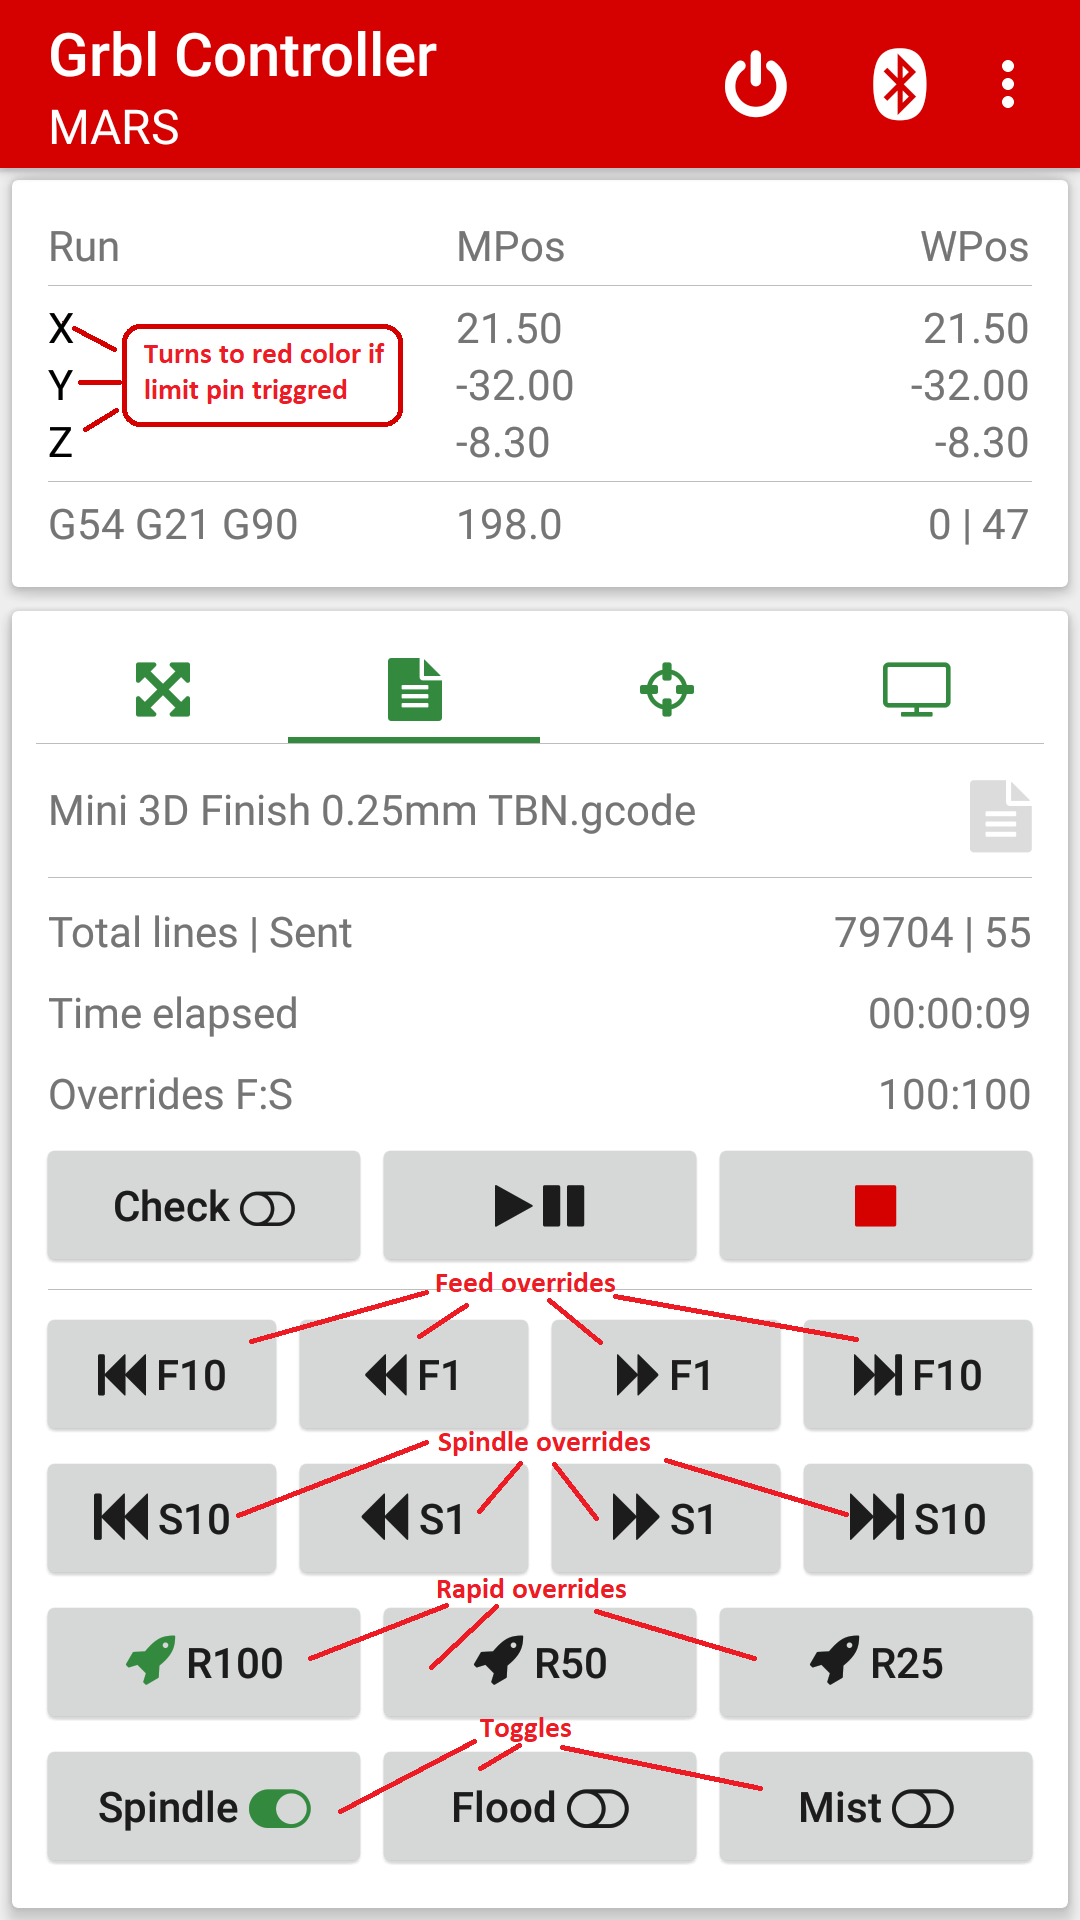 Grbl Controller
MARS
Run MPos WPos
X 21.50 21.50
Turns to red color if
limit pin triggred
Y -32.00 -32.00
Z -8.30 -8.30
G54 G21 G90 198.0 0 | 47
Mini 3D Finish 0.25mm TBN.gcode
Total lines | Sent 79704 | 55
Time elapsed 00:00:09
Overrides F:S 100:100
Check
Feed overrides
F10 F1 F1 F10
Spindle overrides
S10 S1 S1 S10
Rapid overrides
R100 R50 R25
Toggles
Spindle Flood Mist